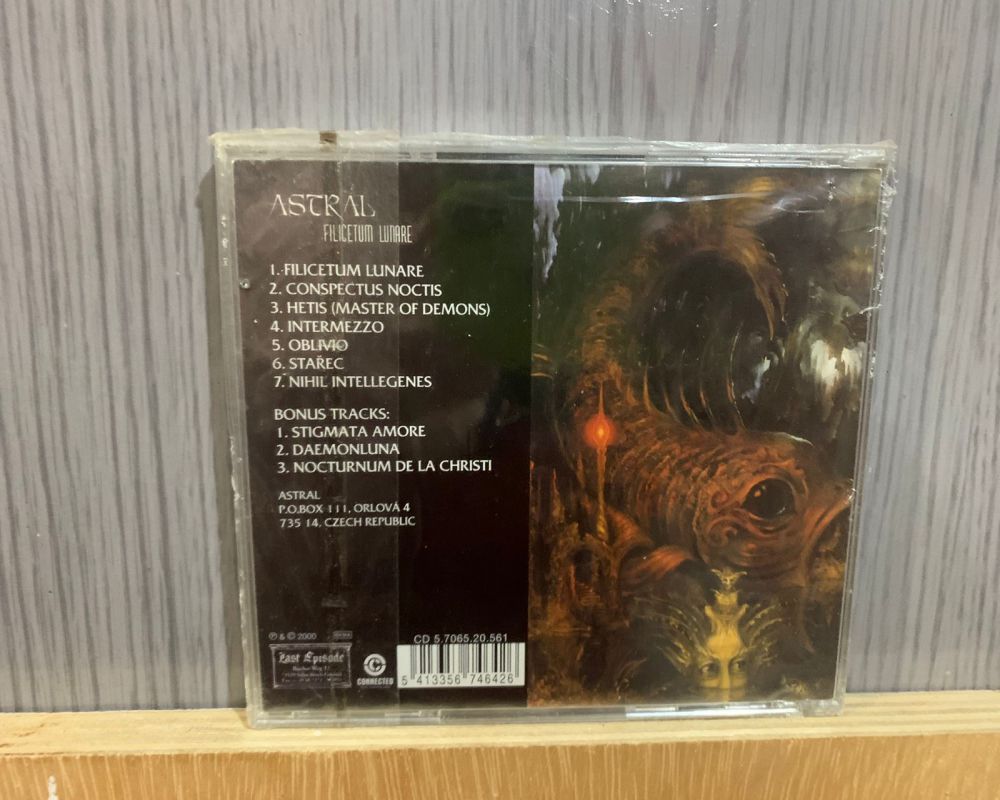 ASTRAL
FILICETUM LUNARE
1. FILICETUM LUNARE
2. CONSPECTUS NOCTIS
3. HETIS (MASTER OF DEMONS)
4. INTERMEZZO
5. OBLIVIO
6. STAŘEC
7. NIHIL INTELLEGENES
BONUS TRACKS:
1. STIGMATA AMORE
2. DAEMONLUNA
3. NOCTURNUM DE LA CHRISTI
ASTRAL
P.O.BOX 111, ORLOVÁ 4
735 14, CZECH REPUBLIC
℗ & © 2000
CD 5.7065.20.561
Last Episode
CONNECTED
5 413356 746426